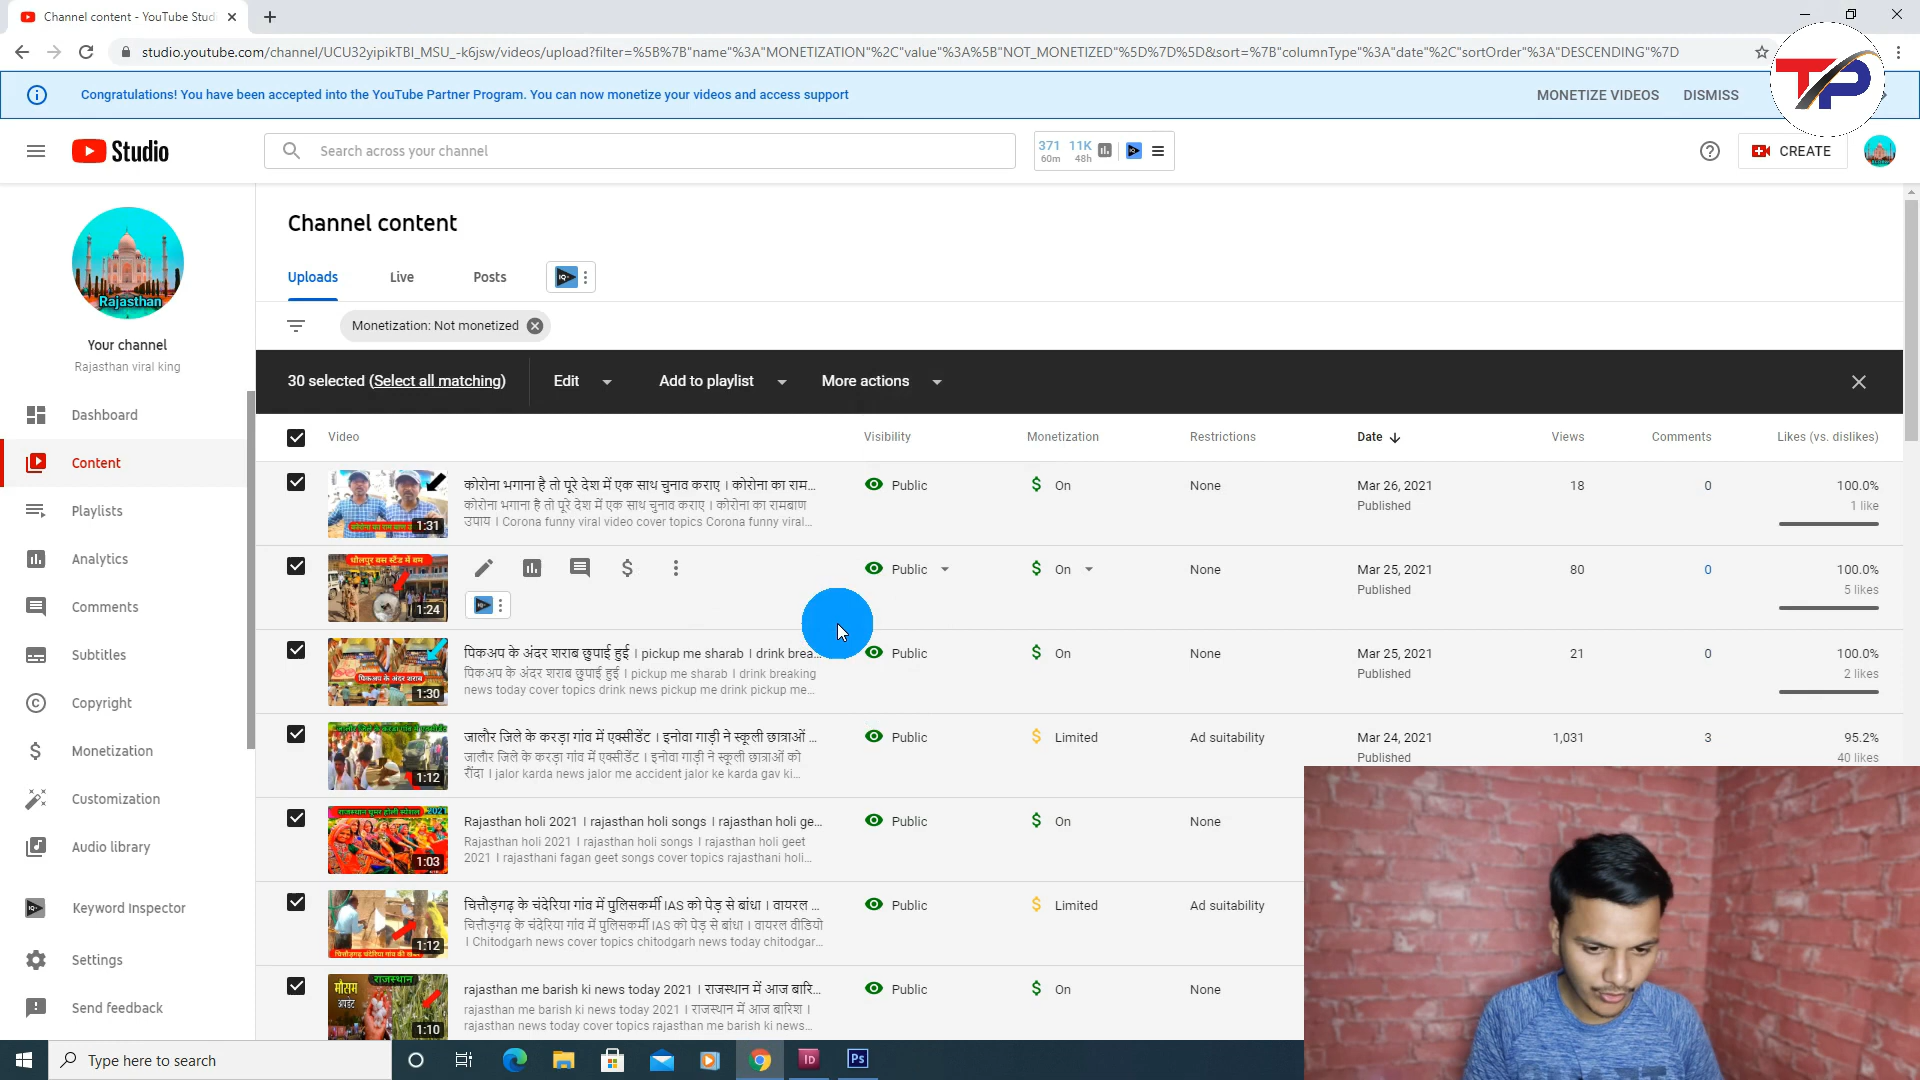 Channel content - YouTube Stud
studio.youtube.com/channel/UCU32yipikTBI_MSU_-k6jsw/videos/upload?filter=%5B%7B"name"%3A"MONETIZATION"%2C"value"%3A%5B"NOT_MONETIZED"%5D%7D%5D&sort=%7B"columnType"%3A"date"%2C"sortOrder"%3A"DESCENDING"%7D
Congratulations! You have been accepted into the YouTube Partner Program. You can now monetize your videos and access support
MONETIZE VIDEOS DISMISS
TP
Studio
Search across your channel
371 11K
60m 48h
CREATE
Rajasthan
Your channel
Rajasthan viral king
Dashboard
Content
Playlists
Analytics
Comments
Subtitles
Copyright
Monetization
Customization
Audio library
Keyword Inspector
Settings
Send feedback
Channel content
Uploads Live Posts
Monetization: Not monetized
30 selected (Select all matching) Edit Add to playlist More actions
Video Visibility Monetization Restrictions Date Views Comments Likes (vs. dislikes)
1:31
कोरोना भगाना है तो पूरे देश में एक साथ चुनाव कराए । कोरोना का राम...
कोरोना भगाना है तो पूरे देश में एक साथ चुनाव कराए । कोरोना का रामबाण
उपाय । Corona funny viral video cover topics Corona funny viral...
Public On None Mar 26, 2021 18 0 100.0%
Published 1 like
धौलपुर बस स्टैंड में बम
1:24
Public On None Mar 25, 2021 80 0 100.0%
Published 5 likes
पिकअप के अंदर शराब
1:30
पिकअप के अंदर शराब छुपाई हुई । pickup me sharab । drink brea...
पिकअप के अंदर शराब छुपाई हुई । pickup me sharab । drink breaking
news today cover topics drink news pickup me drink pickup me...
Public On None Mar 25, 2021 21 0 100.0%
Published 2 likes
1:12
जालौर जिले के करड़ा गांव में एक्सीडेंट । इनोवा गाड़ी ने स्कूली छात्राओं ...
जालौर जिले के करड़ा गांव में एक्सीडेंट । इनोवा गाड़ी ने स्कूली छात्राओं को
रौंदा । jalor karda news jalor me accident jalor ke karda gav ki...
Public Limited Ad suitability Mar 24, 2021 1,031 3 95.2%
Published 40 likes
2021
1:03
Rajasthan holi 2021 । rajasthan holi songs । rajasthan holi ge...
Rajasthan holi 2021 । rajasthan holi songs । rajasthan holi geet
2021 । rajasthani fagan geet songs cover topics rajasthani holi...
Public On None
1:12
चित्तौड़गढ़ के चंदेरिया गांव में पुलिसकर्मी IAS को पेड़ से बांधा । वायरल ...
चित्तौड़गढ़ के चंदेरिया गांव में पुलिसकर्मी IAS को पेड़ से बांधा । वायरल वीडियो
। Chitodgarh news cover topics chitodgarh news today chitodgar...
Public Limited Ad suitability
राजस्थान
मौसम
अपडेट
1:10
rajasthan me barish ki news today 2021 । राजस्थान में आज बारि...
rajasthan me barish ki news today 2021 । राजस्थान में आज बारिश ।
rajasthan news today cover topics rajasthan me barish ki news...
Public On None
Type here to search
ID
Ps